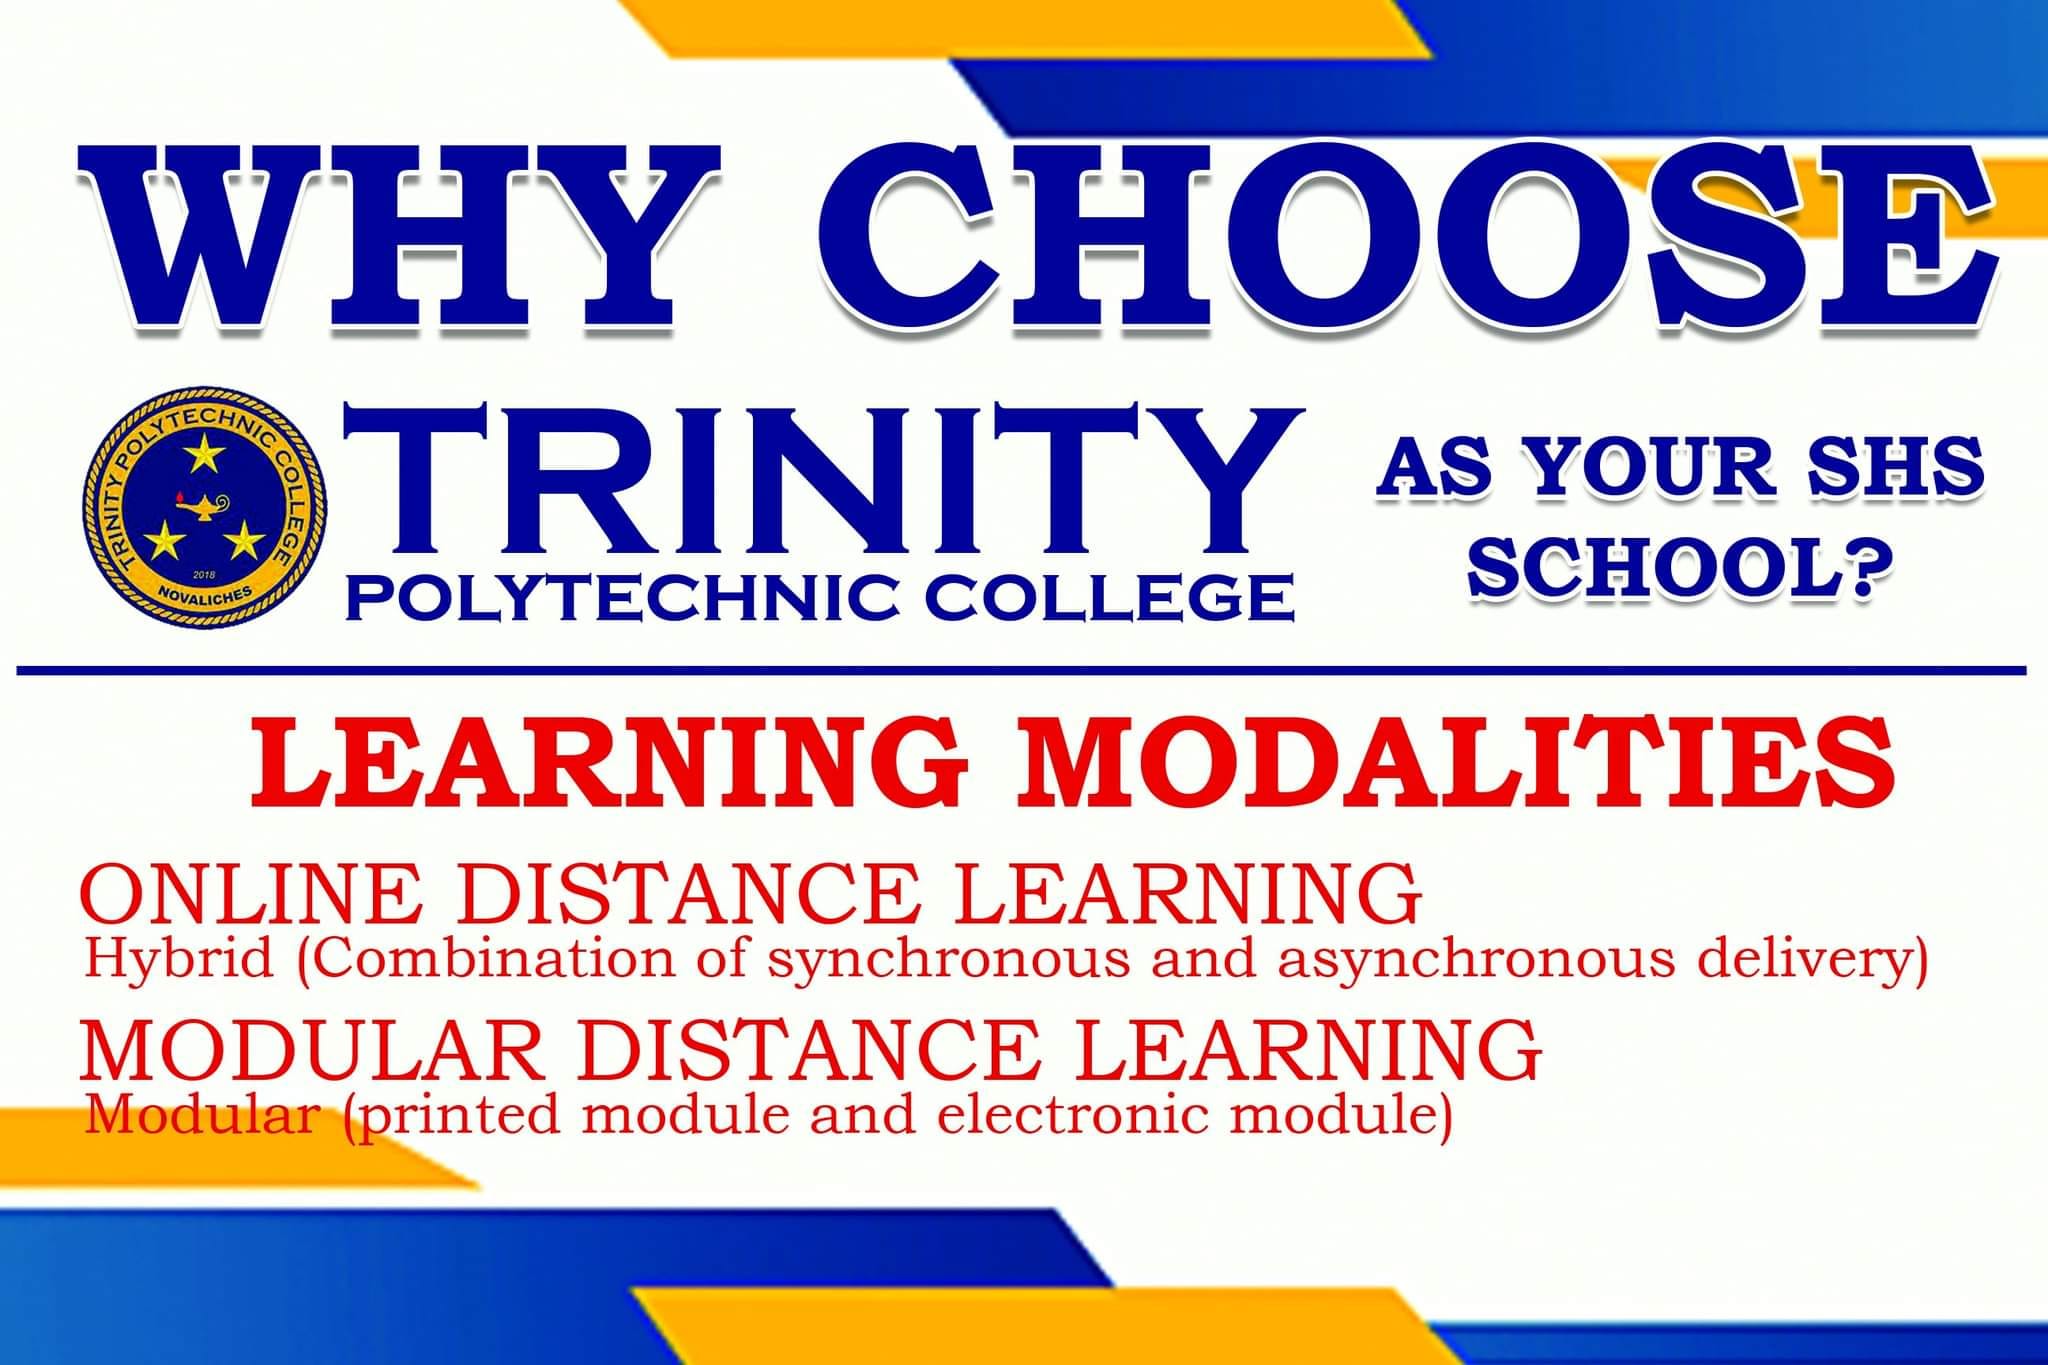 WHY CHOOSE
TRINITY POLYTECHNIC COLLEGE
2018
NOVALICHES
TRINITY
POLYTECHNIC COLLEGE
AS YOUR SHS
SCHOOL?
LEARNING MODALITIES
ONLINE DISTANCE LEARNING
Hybrid (Combination of synchronous and asynchronous delivery)
MODULAR DISTANCE LEARNING
Modular (printed module and electronic module)